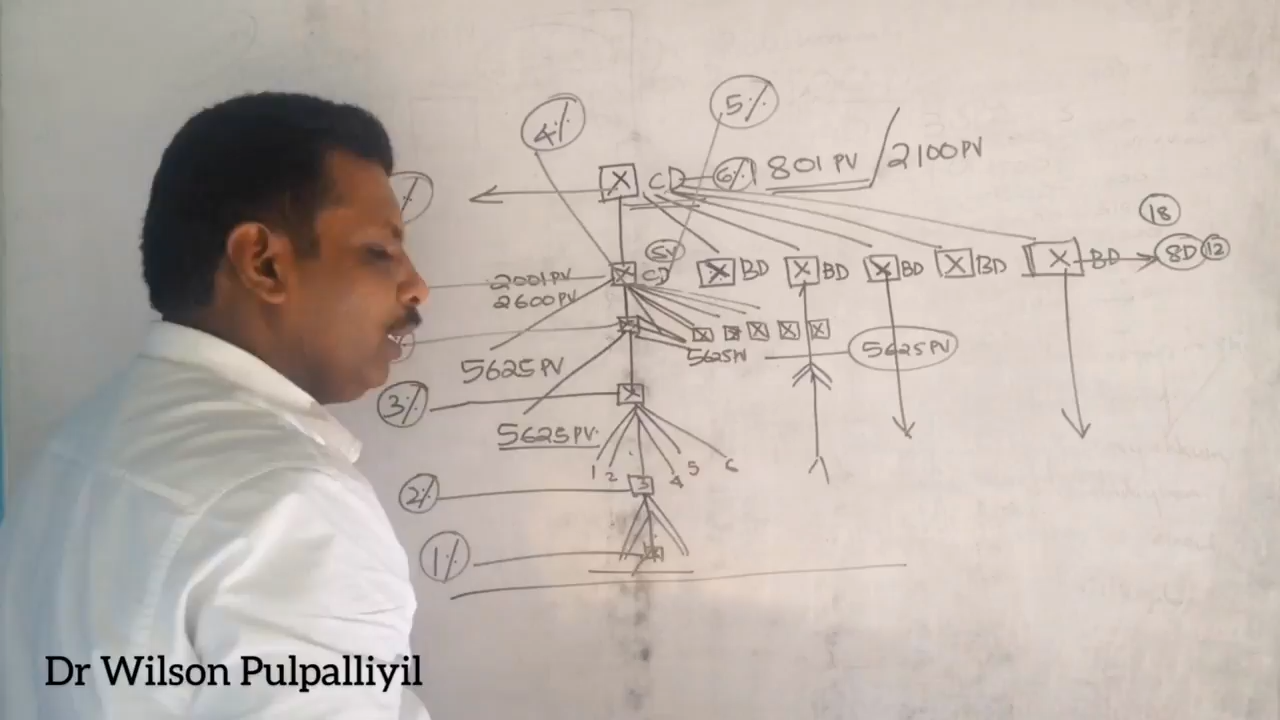 5%
4%
CD 6% 801 PV / 2100 PV
18
2001 PV
2600 PV
5% CD
BD BD BD BD BD 12
5625 PV
5625 PV
5625 PV
3%
5625 PV
1 2 4 5 6
2% 3
1%
Dr Wilson Pulpalliyil